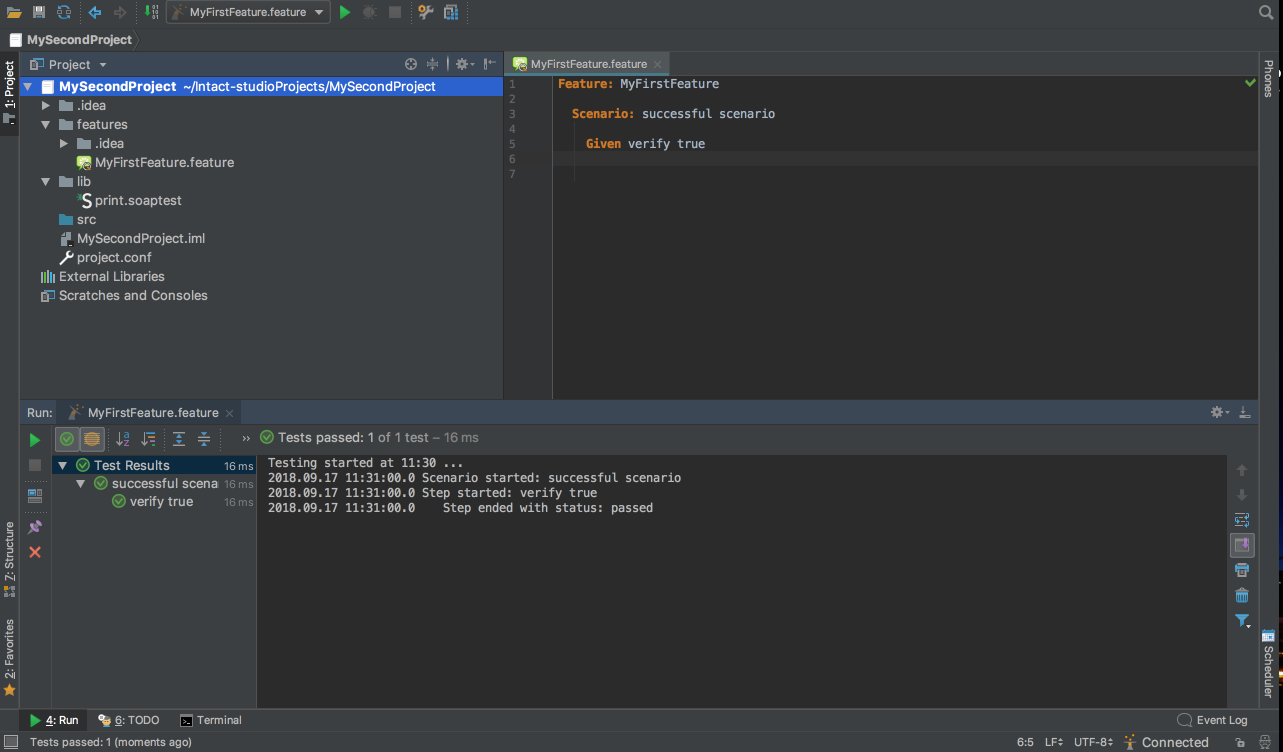 MyFirstFeature.feature
MySecondProject
Project
MyFirstFeature.feature
1: Project
MySecondProject ~/Intact-studioProjects/MySecondProject
.idea
features
.idea
MyFirstFeature.feature
lib
print.soaptest
src
MySecondProject.iml
project.conf
External Libraries
Scratches and Consoles
1 Feature: MyFirstFeature
2
3 Scenario: successful scenario
4
5 Given verify true
6
7
Phones
Run: MyFirstFeature.feature
Tests passed: 1 of 1 test – 16 ms
Test Results 16 ms
successful scena 16 ms
verify true 16 ms
Testing started at 11:30 ...
2018.09.17 11:31:00.0 Scenario started: successful scenario
2018.09.17 11:31:00.0 Step started: verify true
2018.09.17 11:31:00.0 Step ended with status: passed
7: Structure
2: Favorites
Scheduler
4: Run
6: TODO
Terminal
Event Log
Tests passed: 1 (moments ago)
6:5 LF UTF-8 Connected